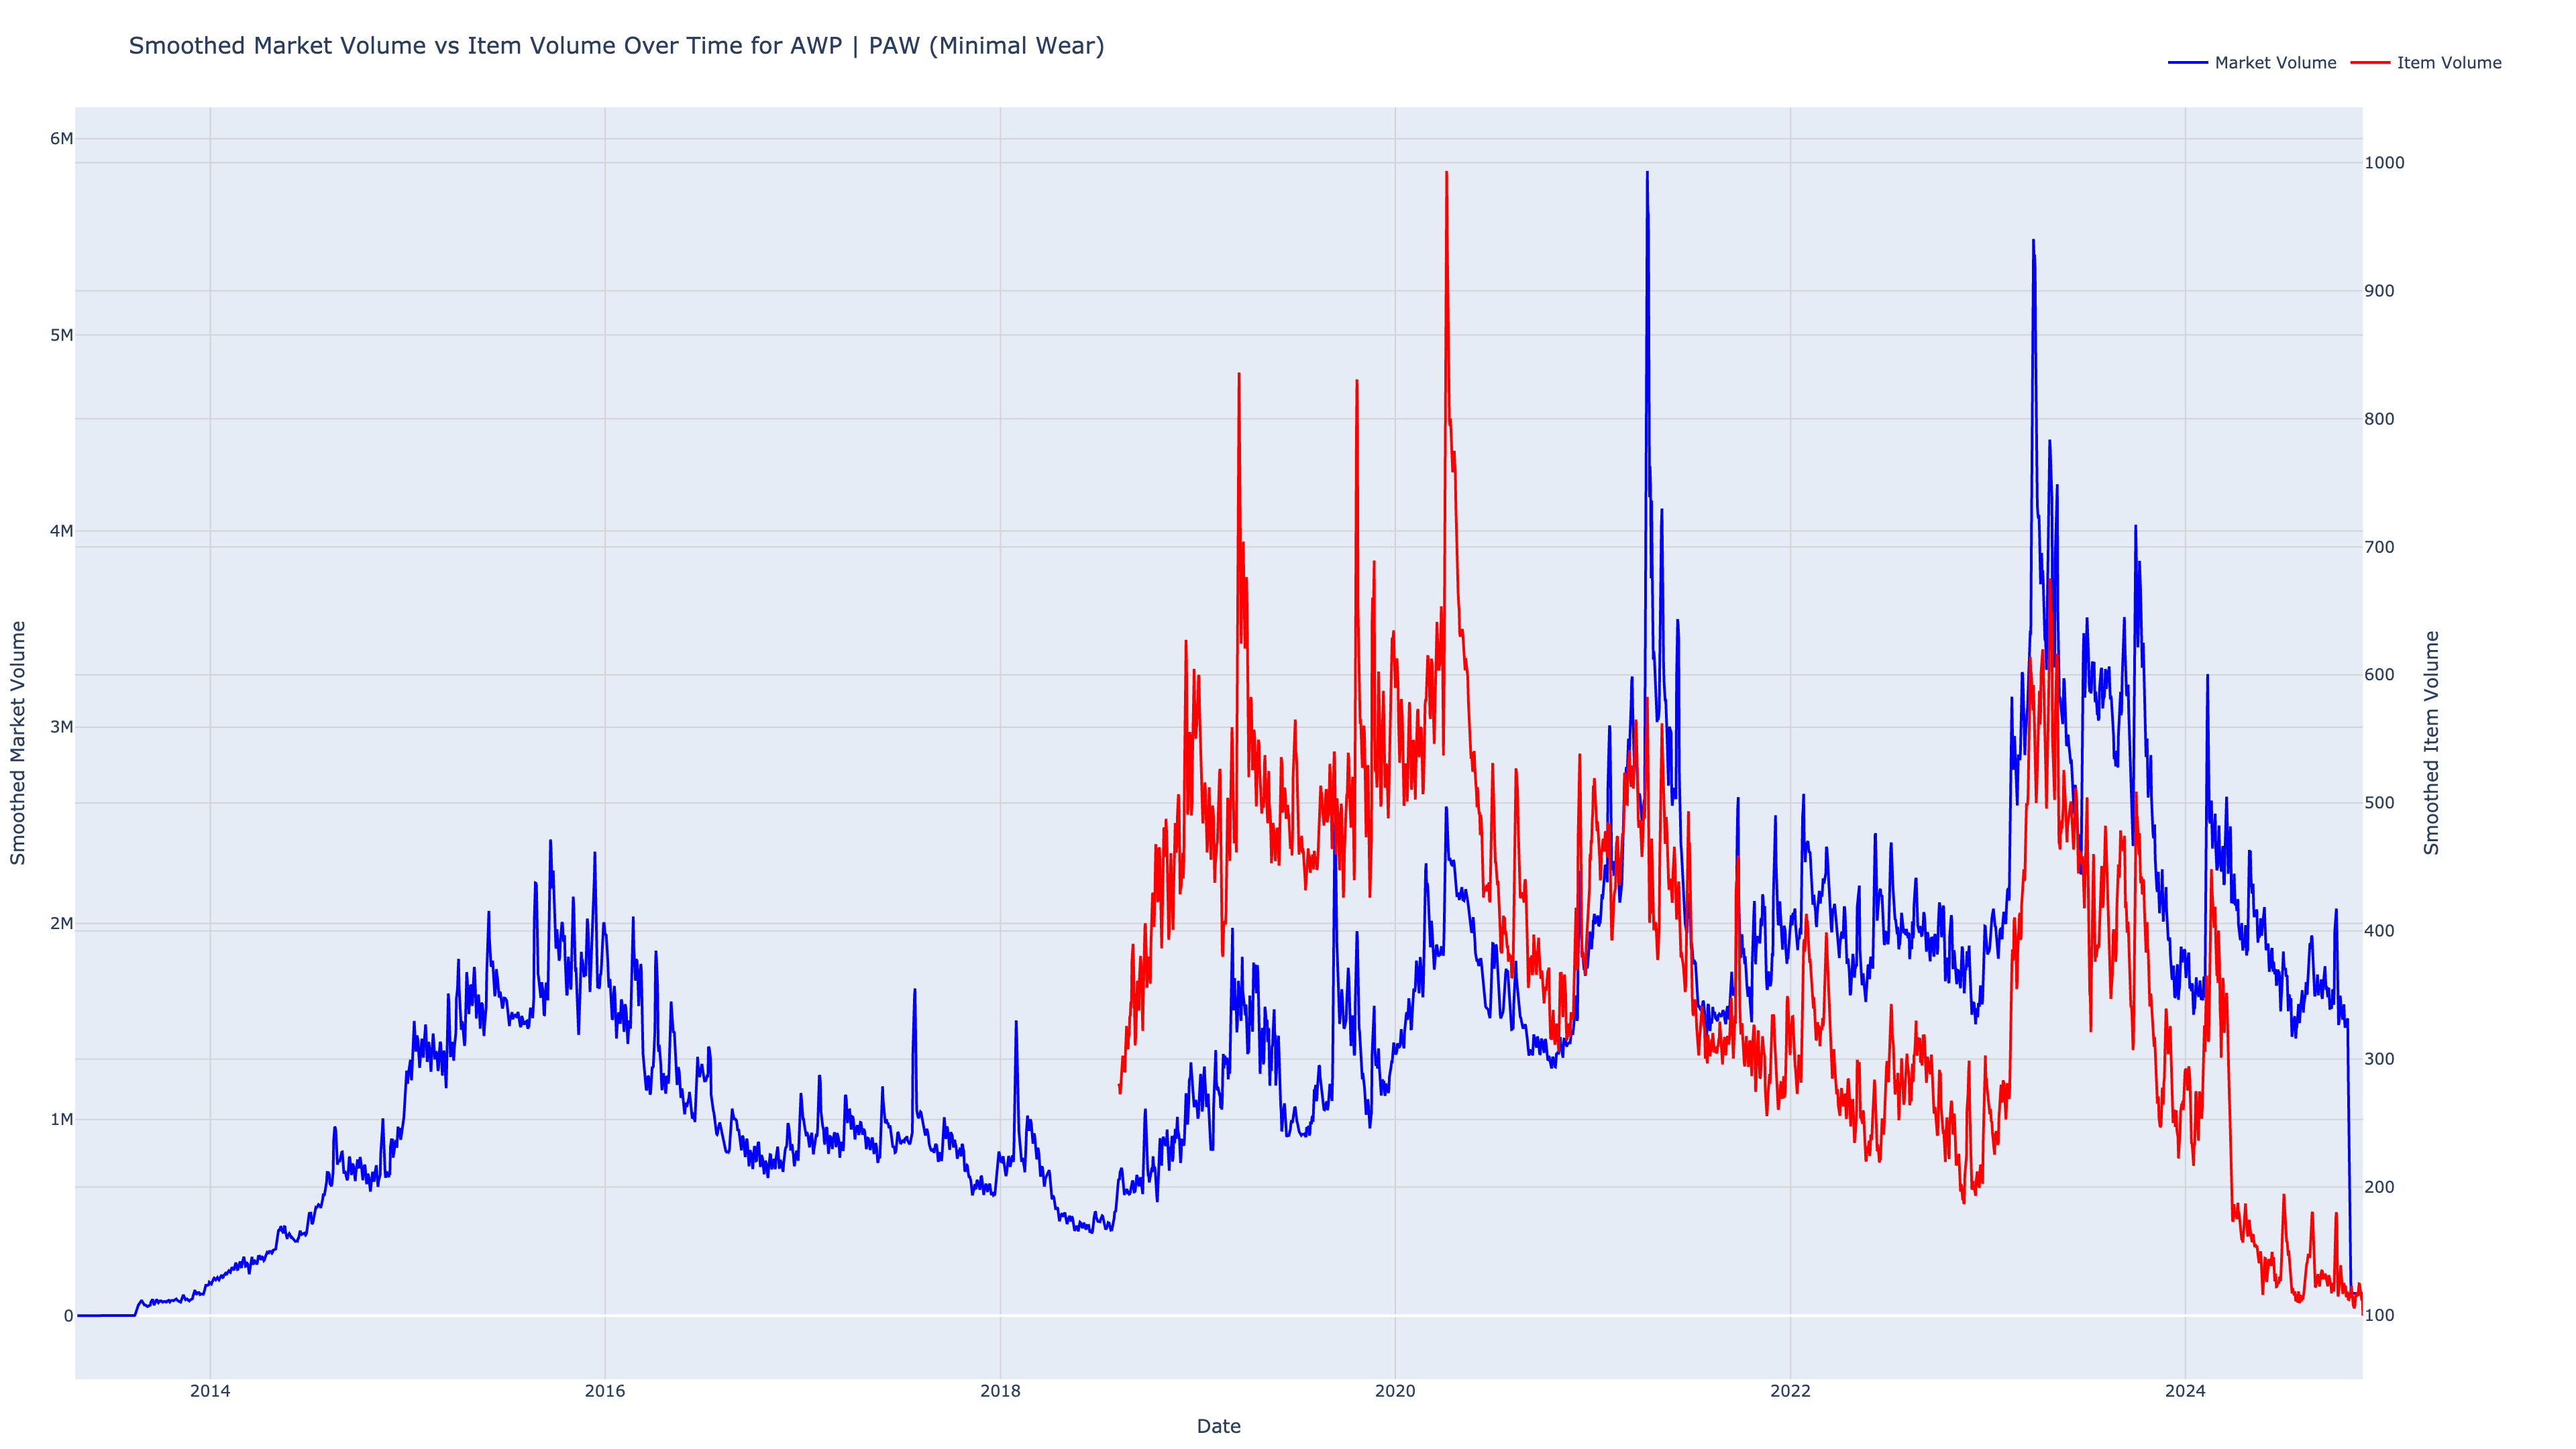 Smoothed Market Volume vs Item Volume Over Time for AWP | PAW (Minimal Wear)
Market Volume
Item Volume
6M
5M
4M
3M
2M
1M
0
Smoothed Market Volume
1000
900
800
700
600
500
400
300
200
100
Smoothed Item Volume
2014
2016
2018
2020
2022
2024
Date